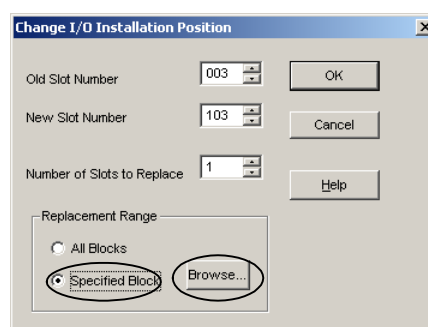 Change I/O Installation Position
Old Slot Number 003 OK
New Slot Number 103 Cancel
Number of Slots to Replace 1 Help
Replacement Range
All Blocks
Specified Block Browse...